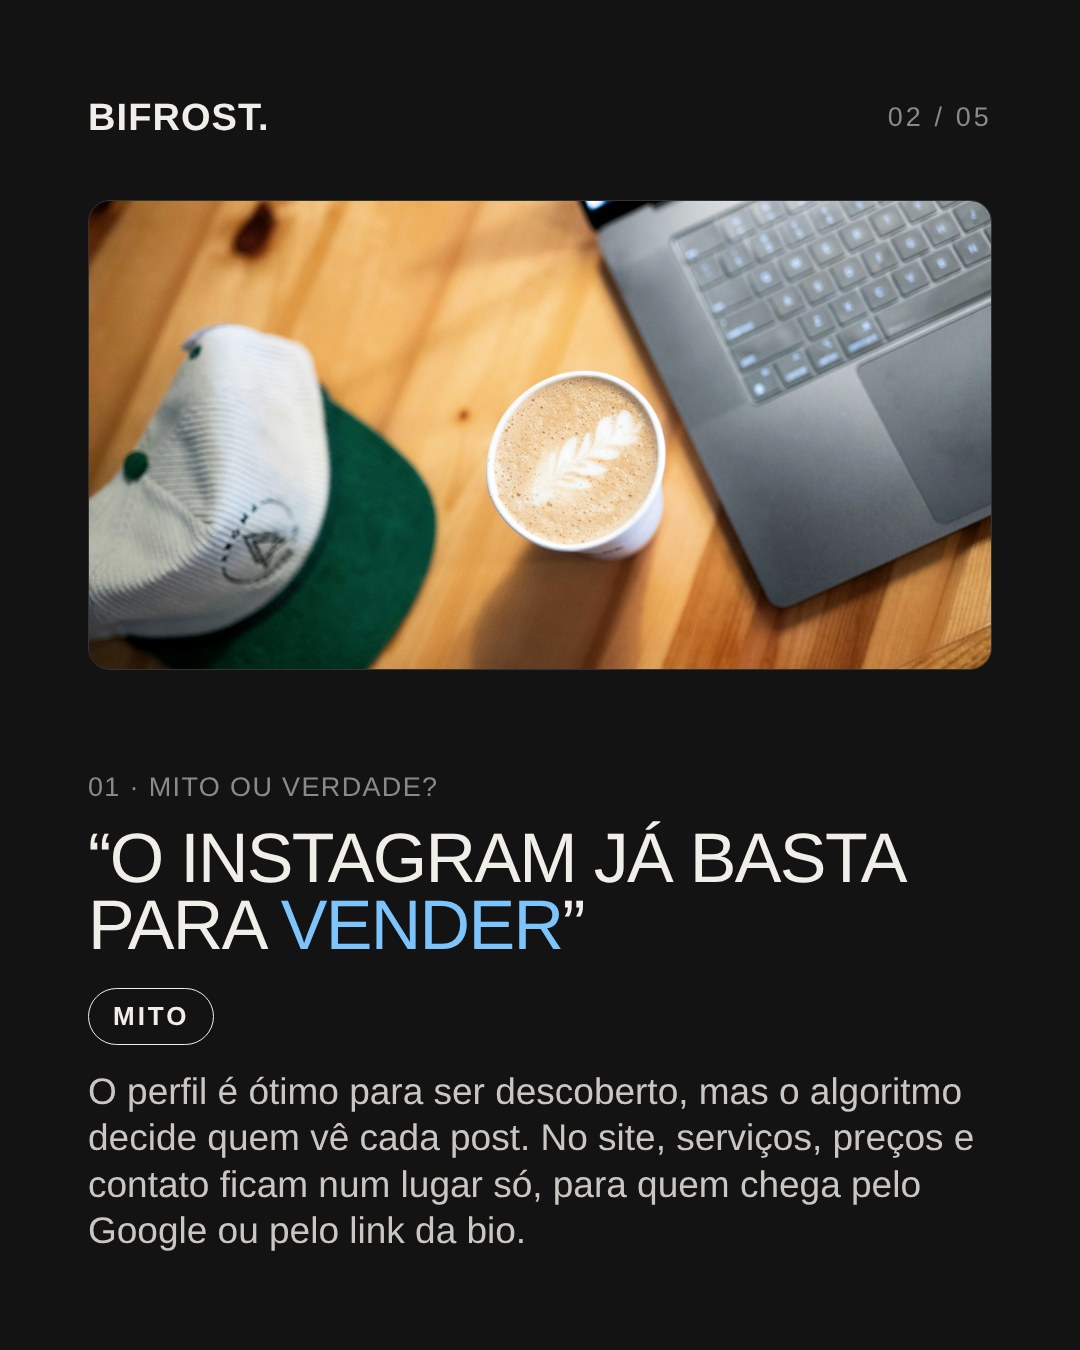 BIFROST.
02 / 05
01 · MITO OU VERDADE?
“O INSTAGRAM JÁ BASTA
PARA VENDER”
MITO
O perfil é ótimo para ser descoberto, mas o algoritmo
decide quem vê cada post. No site, serviços, preços e
contato ficam num lugar só, para quem chega pelo
Google ou pelo link da bio.